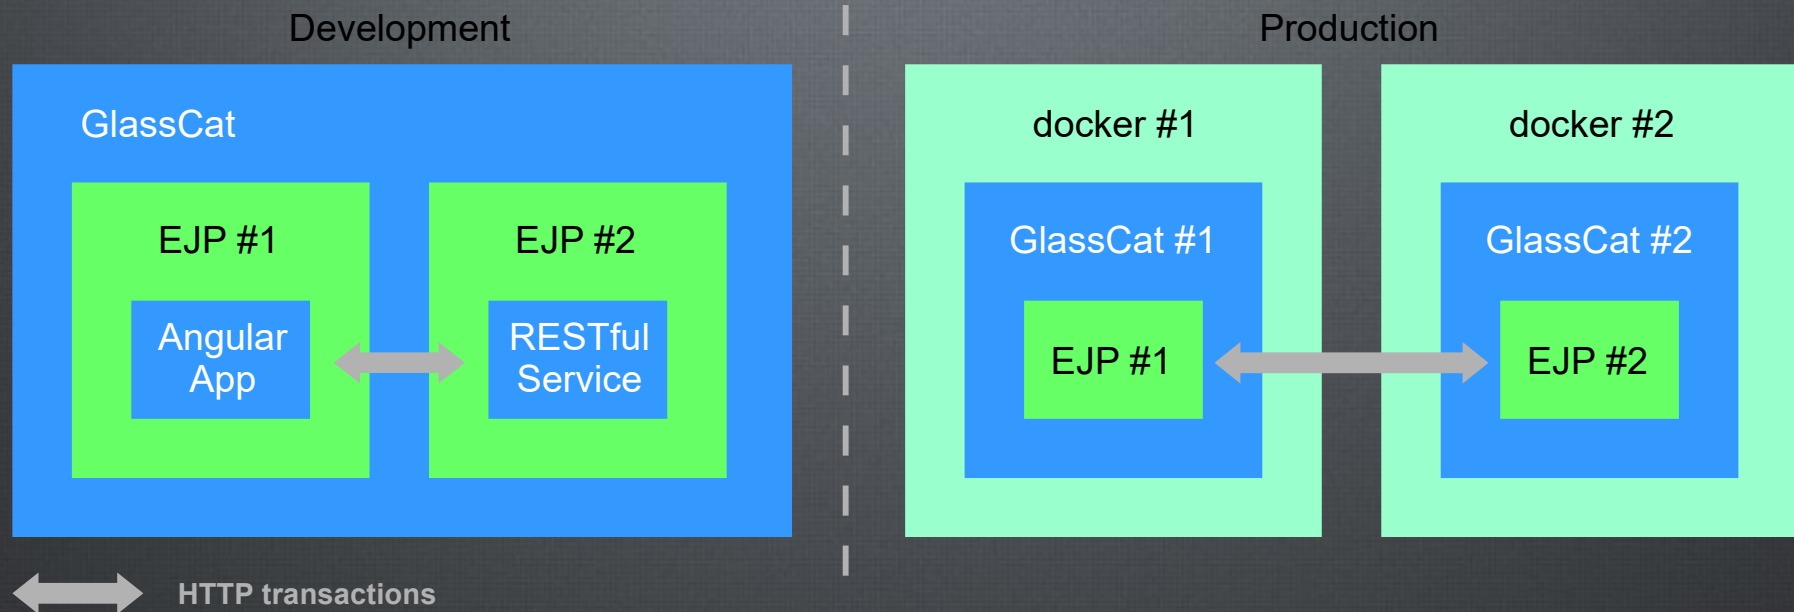 Development
Production
GlassCat
EJP #1
EJP #2
Angular
App
RESTful
Service
docker #1
docker #2
GlassCat #1
GlassCat #2
EJP #1
EJP #2
HTTP transactions